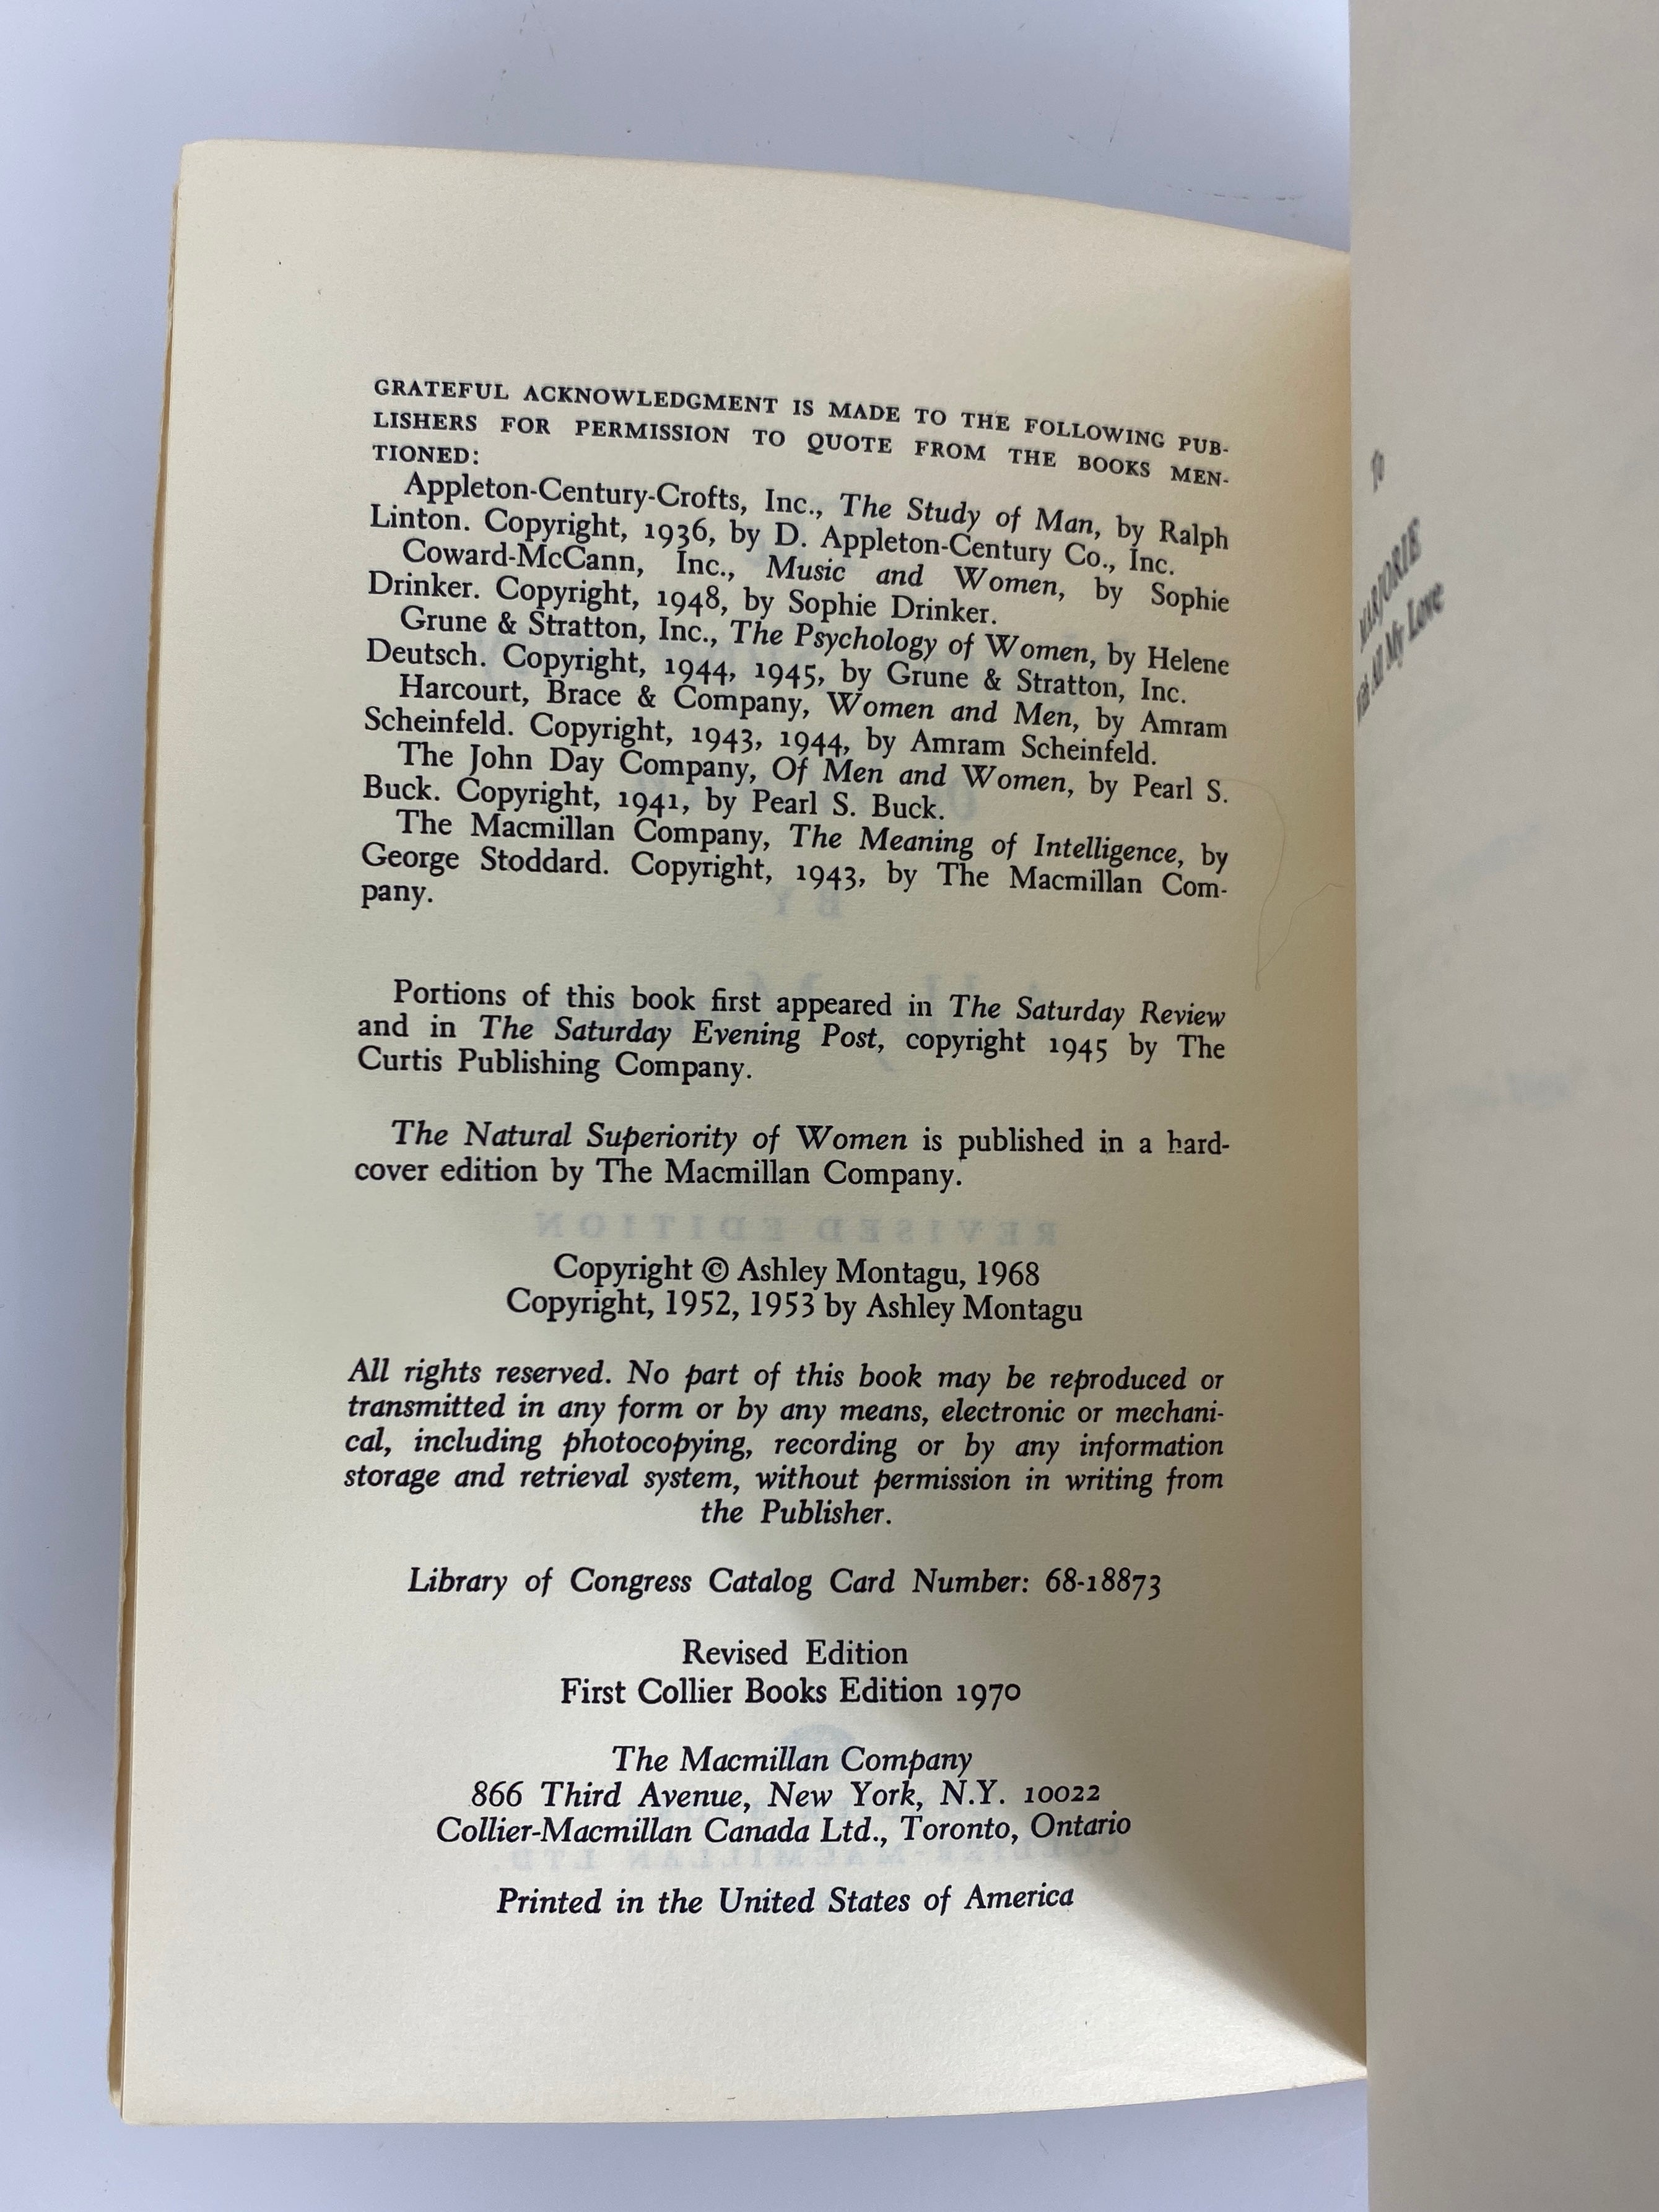 GRATEFUL ACKNOWLEDGMENT IS MADE TO THE FOLLOWING PUB-
LISHERS FOR PERMISSION TO QUOTE FROM THE BOOKS MEN-
TIONED:
Appleton-Century-Crofts, Inc., The Study of Man, by Ralph
Linton. Copyright, 1936, by D. Appleton-Century Co., Inc.
Coward-McCann, Inc., Music and Women, by Sophie
Drinker. Copyright, 1948, by Sophie Drinker.
Grune & Stratton, Inc., The Psychology of Women, by Helene
Deutsch. Copyright, 1944, 1945, by Grune & Stratton, Inc.
Harcourt, Brace & Company, Women and Men, by Amram
Scheinfeld. Copyright, 1943, 1944, by Amram Scheinfeld.
The John Day Company, Of Men and Women, by Pearl S.
Buck. Copyright, 1941, by Pearl S. Buck.
The Macmillan Company, The Meaning of Intelligence, by
George Stoddard. Copyright, 1943, by The Macmillan Com-
pany.
Portions of this book first appeared in The Saturday Review
and in The Saturday Evening Post, copyright 1945 by The
Curtis Publishing Company.
The Natural Superiority of Women is published in a hard-
cover edition by The Macmillan Company.
Copyright © Ashley Montagu, 1968
Copyright, 1952, 1953 by Ashley Montagu
All rights reserved. No part of this book may be reproduced or
transmitted in any form or by any means, electronic or mechani-
cal, including photocopying, recording or by any information
storage and retrieval system, without permission in writing from
the Publisher.
Library of Congress Catalog Card Number: 68-18873
Revised Edition
First Collier Books Edition 1970
The Macmillan Company
866 Third Avenue, New York, N.Y. 10022
Collier-Macmillan Canada Ltd., Toronto, Ontario
Printed in the United States of America
To
MARJORIE
All My Love